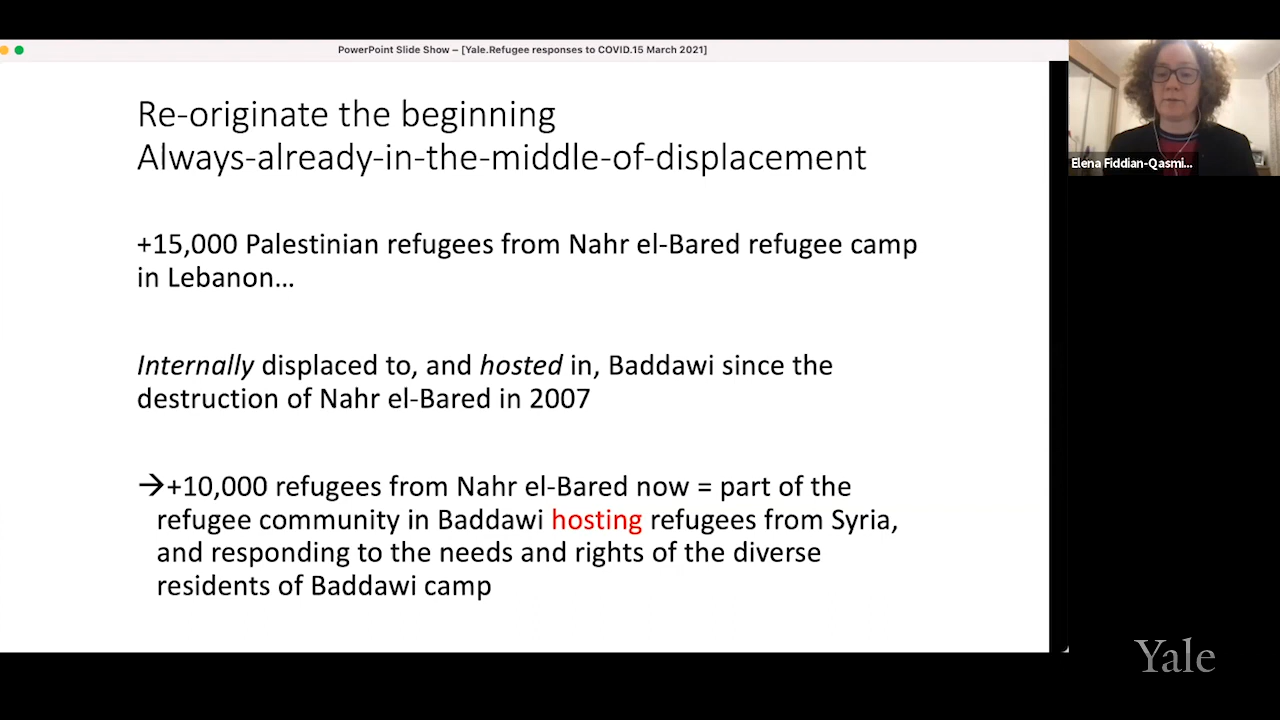 PowerPoint Slide Show – [Yale.Refugee responses to COVID.15 March 2021]
Re-originate the beginning
Always-already-in-the-middle-of-displacement
+15,000 Palestinian refugees from Nahr el-Bared refugee camp
in Lebanon…
Internally displaced to, and hosted in, Baddawi since the
destruction of Nahr el-Bared in 2007
→+10,000 refugees from Nahr el-Bared now = part of the
refugee community in Baddawi hosting refugees from Syria,
and responding to the needs and rights of the diverse
residents of Baddawi camp
Elena Fiddian-Qasmi...
Yale